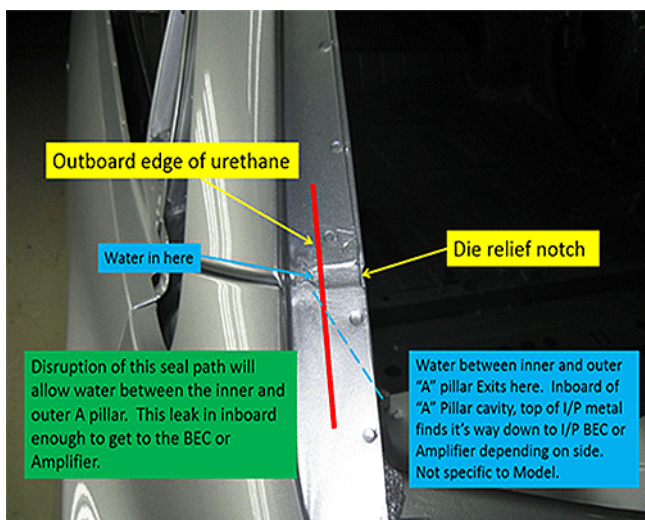 Outboard edge of urethane
Water in here
Die relief notch
Disruption of this seal path will
allow water between the inner and
outer A pillar.  This leak in inboard
enough to get to the BEC or
Amplifier.
Water between inner and outer
“A” pillar Exits here.  Inboard of
“A” Pillar cavity, top of I/P metal
finds it’s way down to I/P BEC or
Amplifier depending on side.
Not specific to Model.